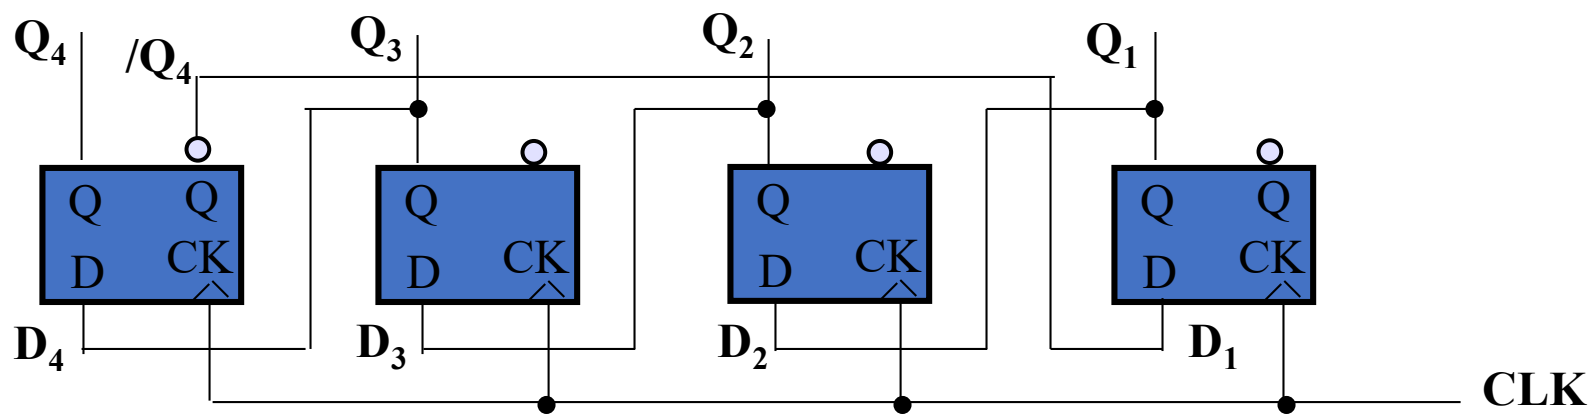 Q₄ /Q₄ Q₃ Q₂ Q₁
Q Q Q Q Q Q
D CK D CK D CK D CK
D₄ D₃ D₂ D₁
CLK